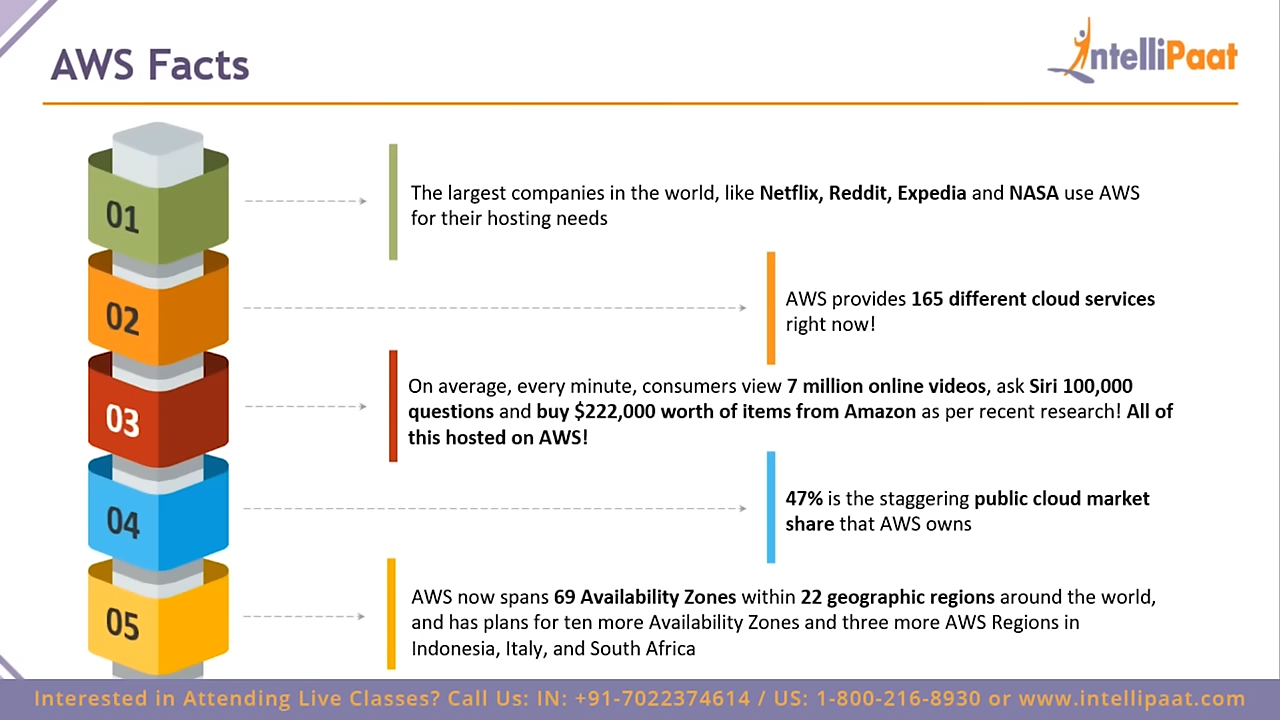 AWS Facts
IntelliPaat
01
The largest companies in the world, like Netflix, Reddit, Expedia and NASA use AWS
for their hosting needs
02
AWS provides 165 different cloud services
right now!
03
On average, every minute, consumers view 7 million online videos, ask Siri 100,000
questions and buy $222,000 worth of items from Amazon as per recent research! All of
this hosted on AWS!
04
47% is the staggering public cloud market
share that AWS owns
05
AWS now spans 69 Availability Zones within 22 geographic regions around the world,
and has plans for ten more Availability Zones and three more AWS Regions in
Indonesia, Italy, and South Africa
Interested in Attending Live Classes? Call Us: IN: +91-7022374614 / US: 1-800-216-8930 or www.intellipaat.com